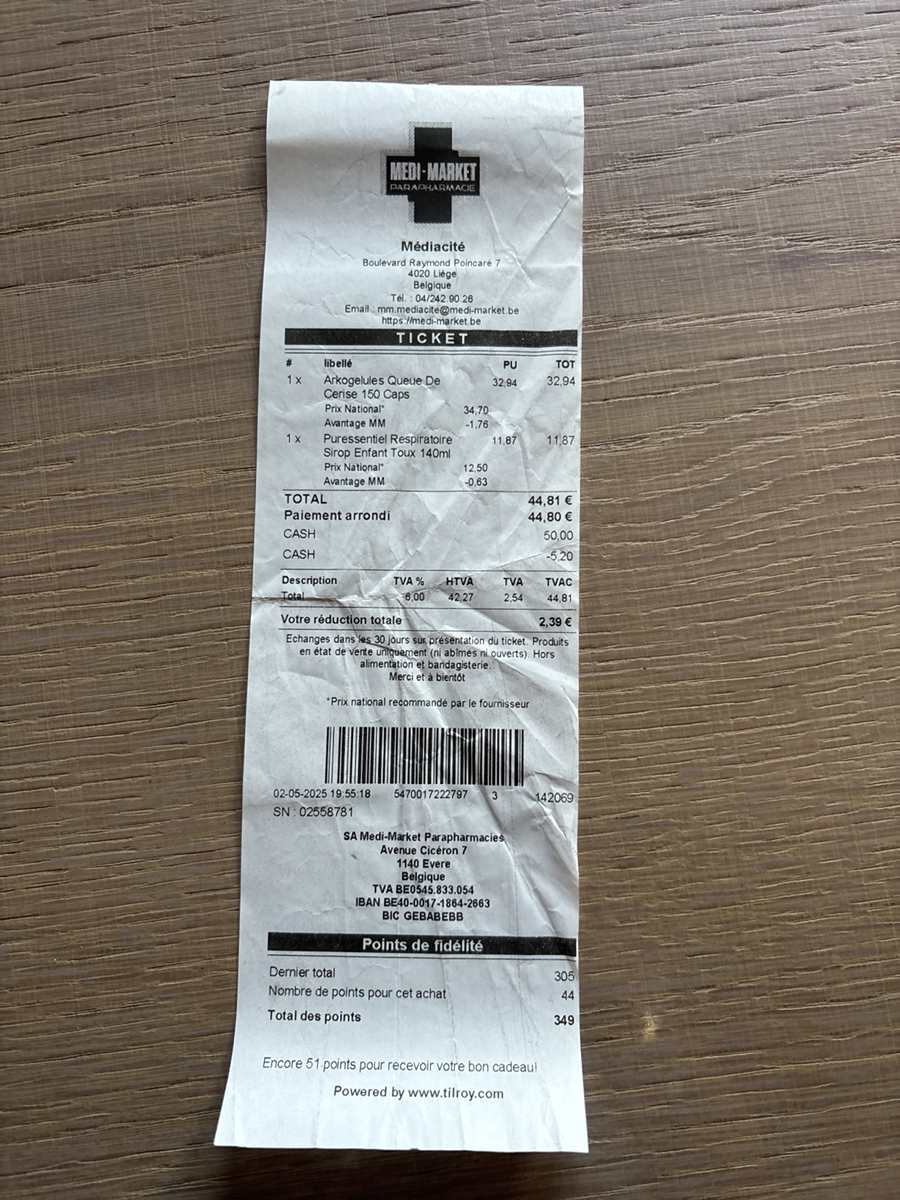 MEDI-MARKET
PARAPHARMACIE
Médiacité
Boulevard Raymond Poincaré 7
4020 Liège
Belgique
Tél. : 04/242.90.26
Email : mm.mediacite@medi-market.be
https://medi-market.be
TICKET
# libellé PU TOT
1 x Arkogelules Queue De 32,94 32,94
Cerise 150 Caps
Prix National* 34,70
Avantage MM -1,76
1 x Puressentiel Respiratoire 11,87 11,87
Sirop Enfant Toux 140ml
Prix National* 12,50
Avantage MM -0,63
TOTAL 44,81 €
Paiement arrondi 44,80 €
CASH 50,00
CASH -5,20
Description TVA % HTVA TVA TVAC
Total 6,00 42,27 2,54 44,81
Votre réduction totale 2,39 €
Echanges dans les 30 jours sur présentation du ticket. Produits
en état de vente uniquement (ni abîmés ni ouverts). Hors
alimentation et bandagisterie.
Merci et à bientôt
*Prix national recommandé par le fournisseur
02-05-2025 19:55:18 5470017222797 3 142069
SN : 02558781
SA Medi-Market Parapharmacies
Avenue Cicéron 7
1140 Evere
Belgique
TVA BE0545.833.054
IBAN BE40-0017-1864-2663
BIC GEBABEBB
Points de fidélité
Dernier total 305
Nombre de points pour cet achat 44
Total des points 349
Encore 51 points pour recevoir votre bon cadeau!
Powered by www.tilroy.com